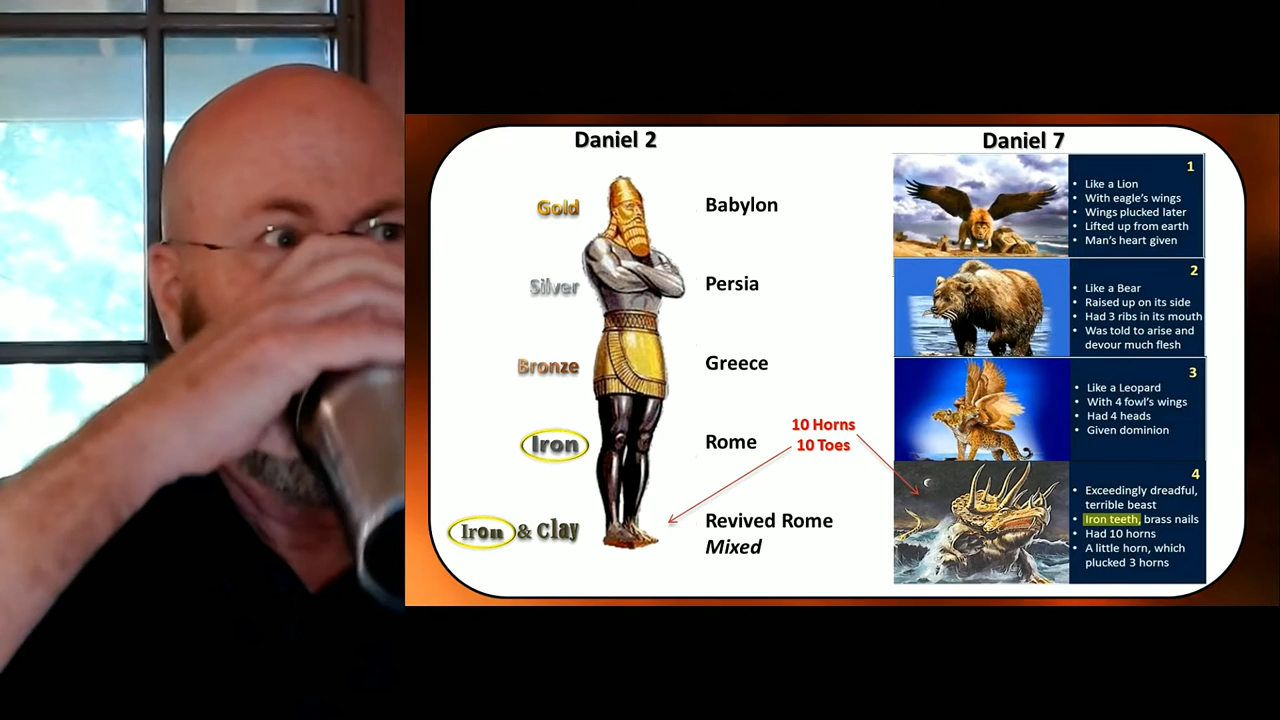 Daniel 2
Gold
Babylon
Silver
Persia
Bronze
Greece
Iron
Rome
10 Horns
10 Toes
Iron & Clay
Revived Rome
Mixed
Daniel 7
1
• Like a Lion
• With eagle's wings
• Wings plucked later
• Lifted up from earth
• Man's heart given
2
• Like a Bear
• Raised up on its side
• Had 3 ribs in its mouth
• Was told to arise and
devour much flesh
3
• Like a Leopard
• With 4 fowl's wings
• Had 4 heads
• Given dominion
4
• Exceedingly dreadful,
terrible beast
• Iron teeth, brass nails
• Had 10 horns
• A little horn, which
plucked 3 horns